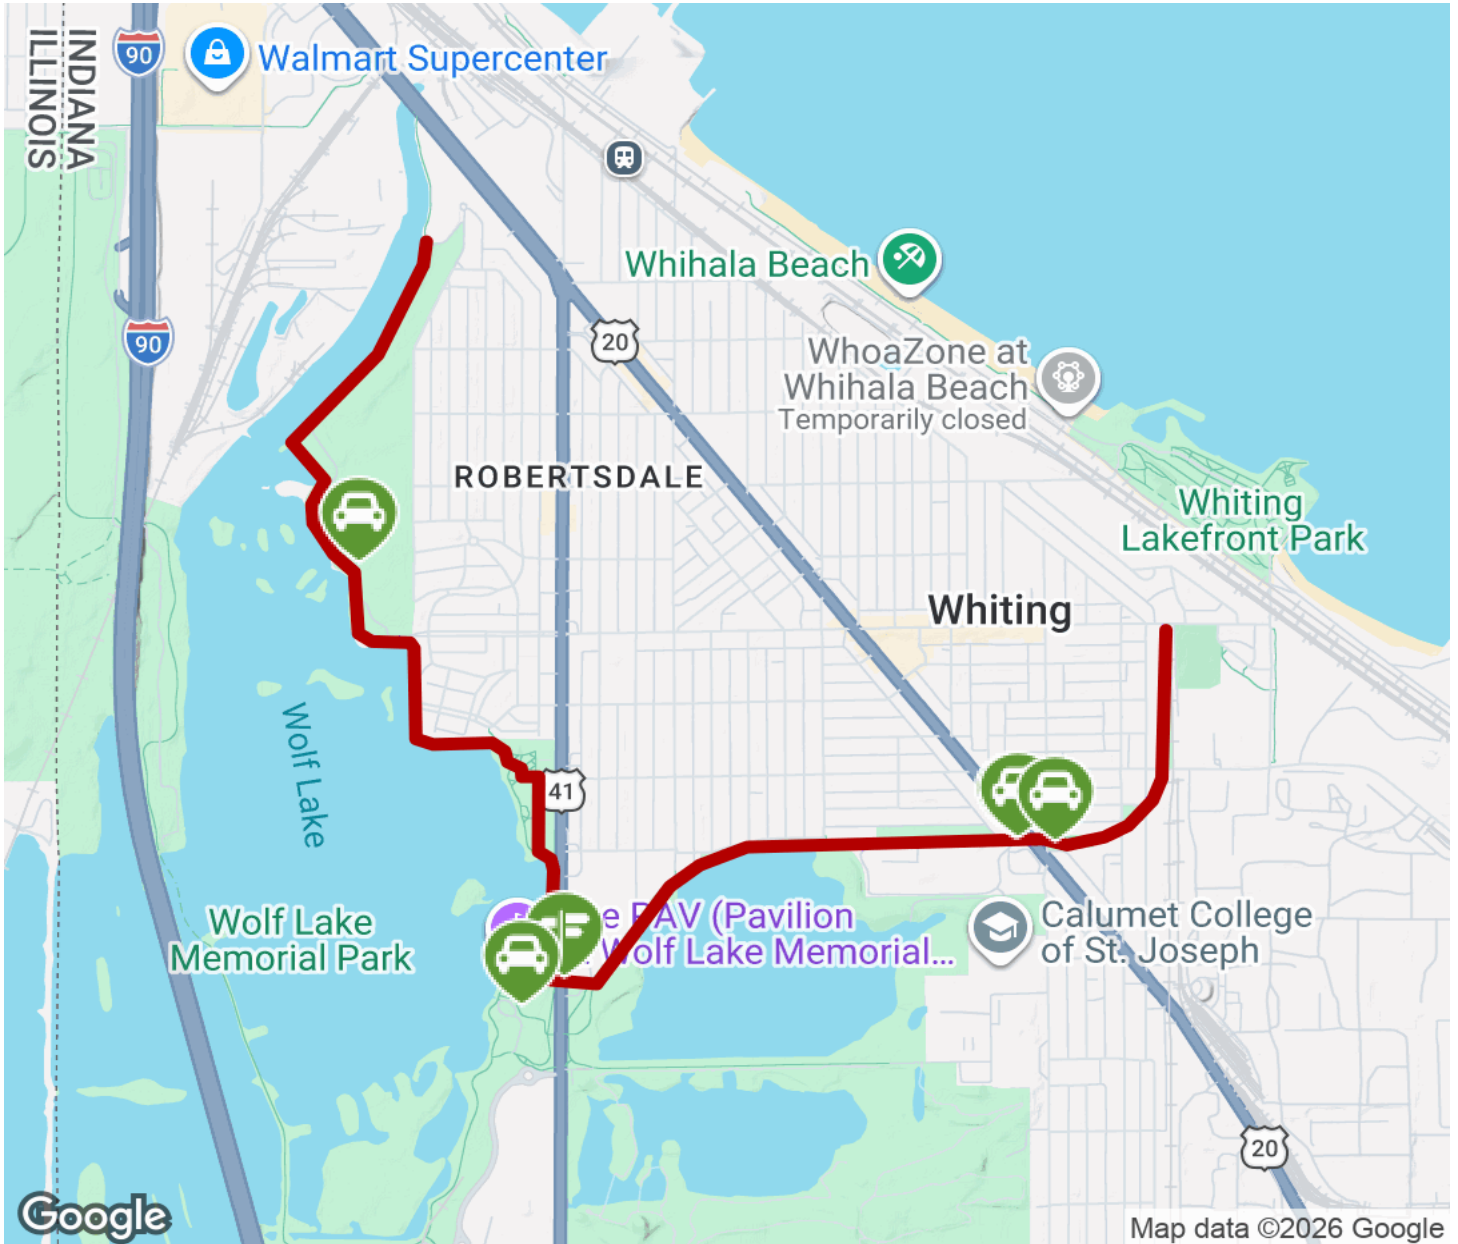 INDIANA
ILLINOIS
90
Walmart Supercenter
Whihala Beach
90
20
WhoaZone at
Whihala Beach
Temporarily closed
ROBERTSDALE
Whiting
Lakefront Park
Whiting
Wolf Lake
41
Wolf Lake
Memorial Park
PAV (Pavilion
Wolf Lake Memorial...
Calumet College
of St. Joseph
20
Google
Map data ©2026 Google